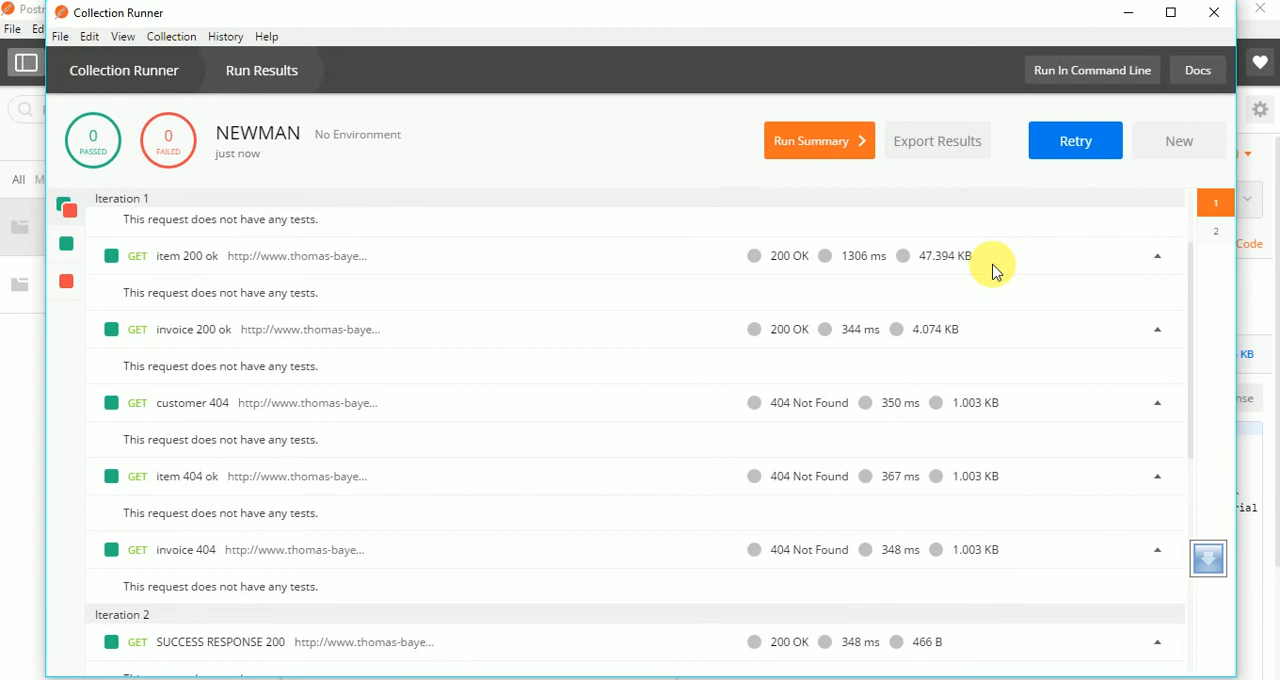 Postm
Collection Runner
File Ed
File Edit View Collection History Help
Collection Runner Run Results Run In Command Line Docs
0 PASSED
0 FAILED
NEWMAN No Environment
just now
Run Summary Export Results Retry New
All M
Iteration 1
1
2
This request does not have any tests.
GET item 200 ok http://www.thomas-baye... 200 OK 1306 ms 47.394 KB
Code
This request does not have any tests.
GET invoice 200 ok http://www.thomas-baye... 200 OK 344 ms 4.074 KB
KB
This request does not have any tests.
GET customer 404 http://www.thomas-baye... 404 Not Found 350 ms 1.003 KB
nse
This request does not have any tests.
GET item 404 ok http://www.thomas-baye... 404 Not Found 367 ms 1.003 KB
This request does not have any tests.
rial
GET invoice 404 http://www.thomas-baye... 404 Not Found 348 ms 1.003 KB
This request does not have any tests.
Iteration 2
GET SUCCESS RESPONSE 200 http://www.thomas-baye... 200 OK 348 ms 466 B